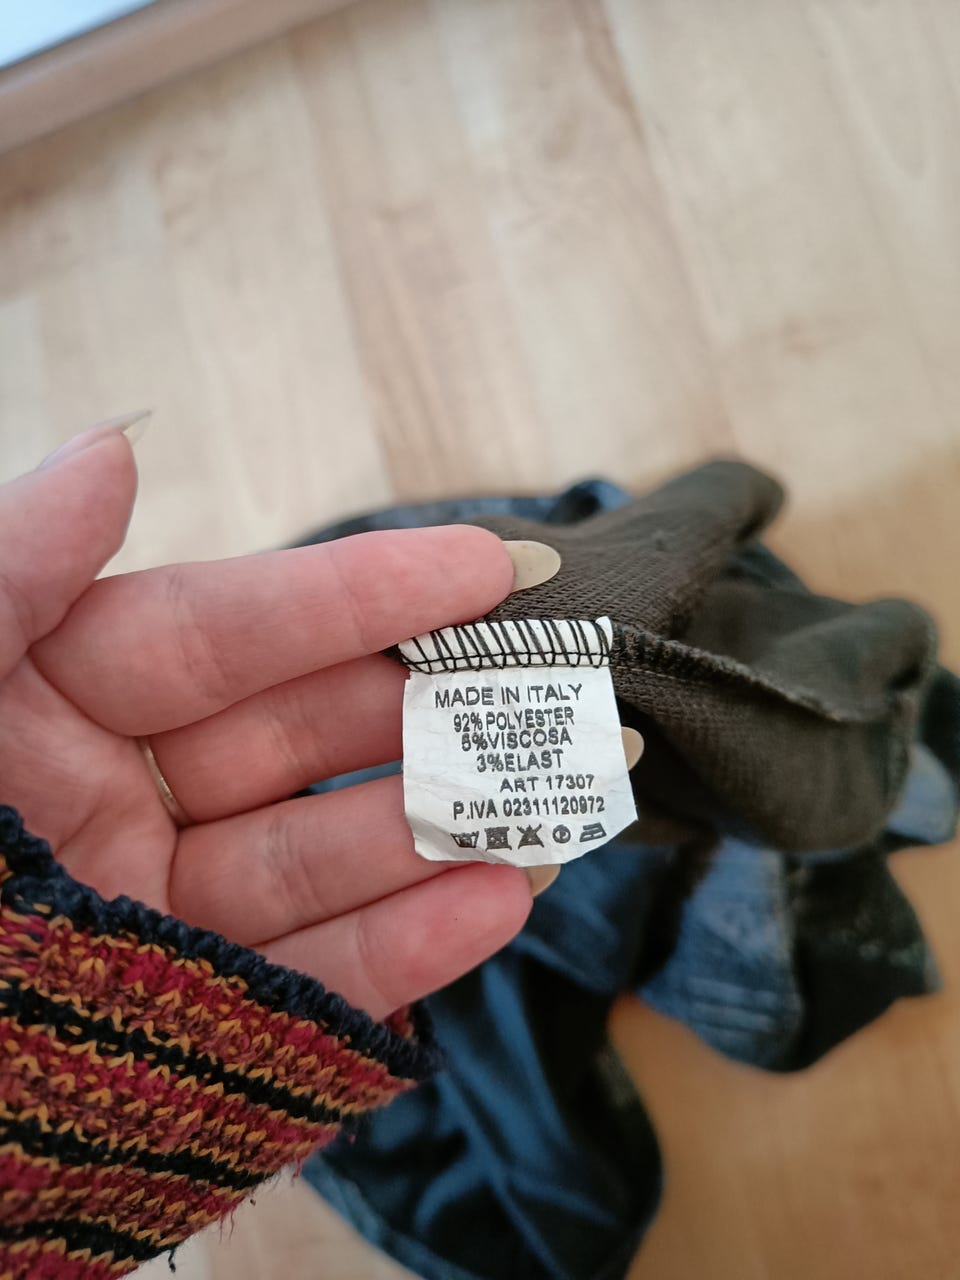 MADE IN ITALY
92% POLYESTER
5%VISCOSA
3%ELAST
ART 17307
P.IVA 02311120972